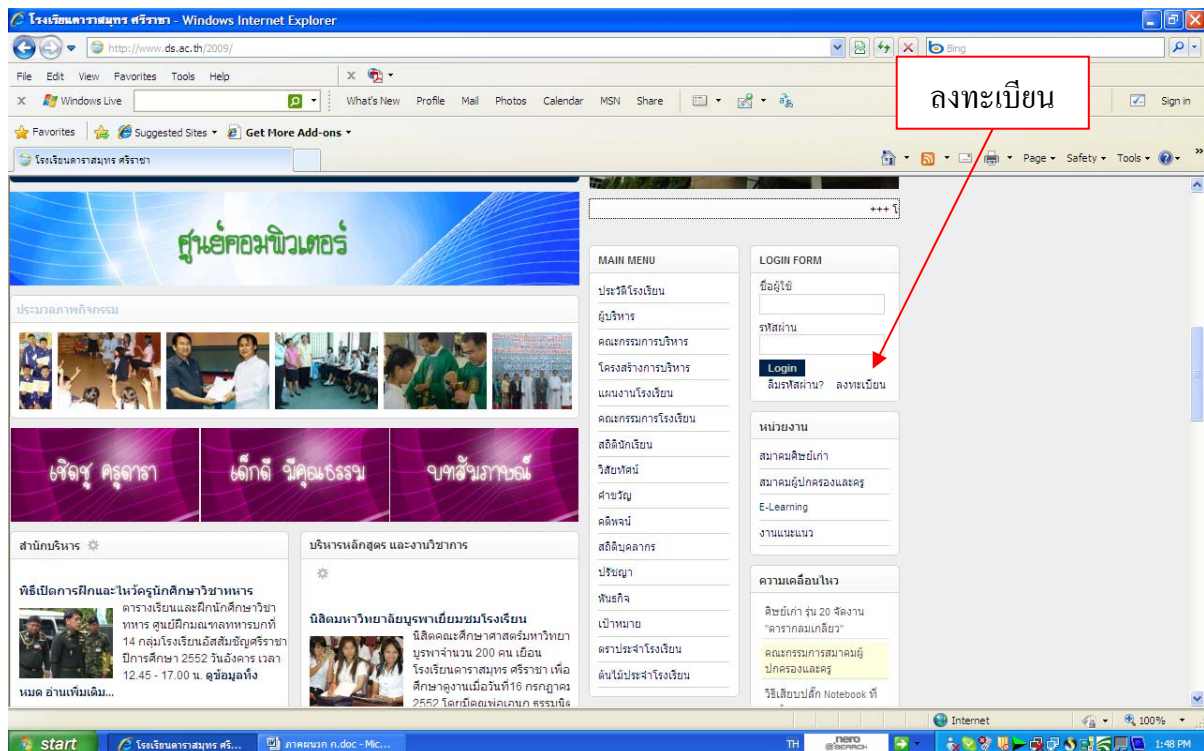 โรงเรียนดาราสมุทร ศรีราชา - Windows Internet Explorer
http://www.ds.ac.th/2009/
Bing
File Edit View Favorites Tools Help
X
X Windows Live
What's New Profile Mail Photos Calendar MSN Share
Sign in
ลงทะเบียน
Favorites Suggested Sites Get More Add-ons
โรงเรียนดาราสมุทร ศรีราชา
Page Safety Tools
ศูนย์คอมพิวเตอร์
+++ โ
ประมวลภาพกิจกรรม
เชิดชู ครูดารา
เด็กดี มีคุณธรรม
บทสัมภาษณ์
สำนักบริหาร
พิธีเปิดการฝึกและไหว้ครูนักศึกษาวิชาทหาร
ตารางเรียนและฝึกนักศึกษาวิชา
ทหาร ศูนย์ฝึกมณฑลทหารบกที่
14 กลุ่มโรงเรียนอัสสัมชัญศรีราชา
ปีการศึกษา 2552 วันอังคาร เวลา
12.45 - 17.00 น. ดูข้อมูลทั้ง
หมด อ่านเพิ่มเติม...
บริหารหลักสูตร และงานวิชาการ
นิสิตมหาวิทยาลัยบูรพาเยี่ยมชมโรงเรียน
นิสิตคณะศึกษาศาสตร์มหาวิทยา
บูรพาจำนวน 200 คน เยือน
โรงเรียนดาราสมุทร ศรีราชา เพื่อ
ศึกษาดูงานเมื่อวันที่16 กรกฎาคม
2552 โดยมีคุณพ่อเอนก ธรรมนิต
MAIN MENU
ประวัติโรงเรียน
ผู้บริหาร
คณะกรรมการบริหาร
โครงสร้างการบริหาร
แผนงานโรงเรียน
คณะกรรมการโรงเรียน
สถิตินักเรียน
วิสัยทัศน์
คำขวัญ
คติพจน์
สถิติบุคลากร
ปรัชญา
พันธกิจ
เป้าหมาย
ตราประจำโรงเรียน
ต้นไม้ประจำโรงเรียน
LOGIN FORM
ชื่อผู้ใช้
รหัสผ่าน
Login
ลืมรหัสผ่าน? ลงทะเบียน
หน่วยงาน
สมาคมศิษย์เก่า
สมาคมผู้ปกครองและครู
E-Learning
งานแนะแนว
ความเคลื่อนไหว
ศิษย์เก่า รุ่น 20 จัดงาน
"ดารากลมเกลียว"
คณะกรรมการสมาคมผู้
ปกครองและครู
วิธีเสียบปลั๊ก Notebook ที่
Internet
100%
start
โรงเรียนดาราสมุทร ศรี...
ภาคผนวก ก.doc - Mic...
TH
nero
SEARCH
1:48 PM